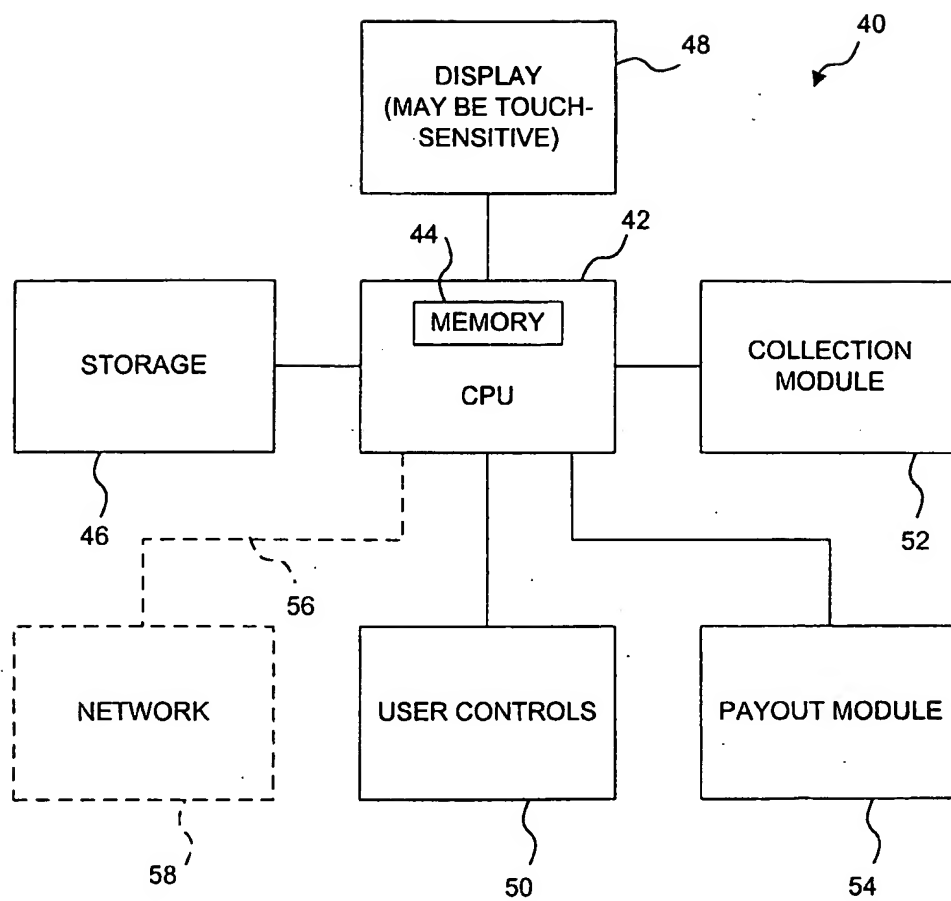 40
48
DISPLAY
(MAY BE TOUCH-
SENSITIVE)
44
42
MEMORY
CPU
STORAGE
COLLECTION
MODULE
46
52
56
NETWORK
USER CONTROLS
PAYOUT MODULE
58
50
54